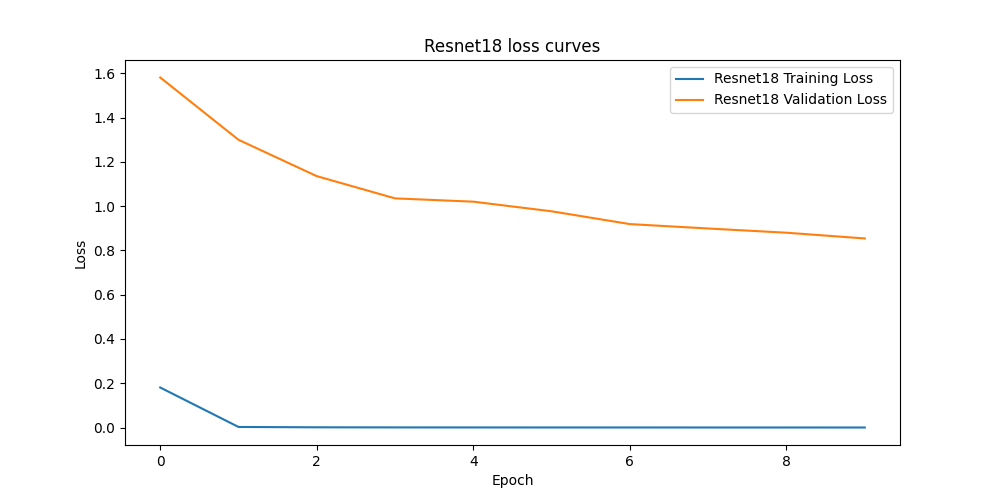 Resnet18 loss curves
Resnet18 Training Loss
Resnet18 Validation Loss
1.6
1.4
1.2
1.0
0.8
0.6
0.4
0.2
0.0
Loss
0 2 4 6 8
Epoch